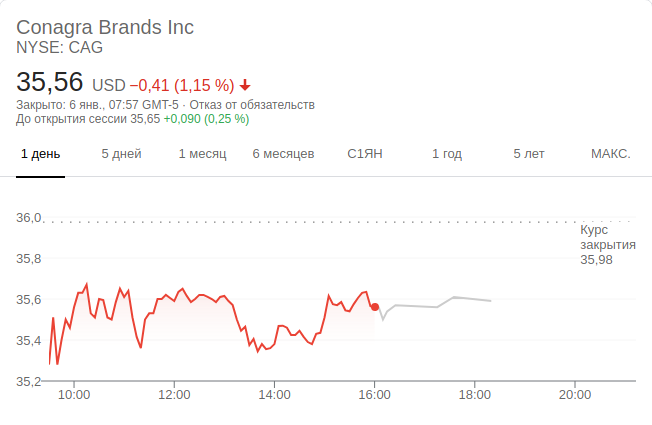 Conagra Brands Inc
NYSE: CAG
35,56 USD −0,41 (1,15 %)
Закрыто: 6 янв., 07:57 GMT-5 · Отказ от обязательств
До открытия сессии 35,65 +0,090 (0,25 %)
1 день 5 дней 1 месяц 6 месяцев С1ЯН 1 год 5 лет МАКС.
36,0
Курс
закрытия
35,98
35,8
35,6
35,4
35,2
10:00 12:00 14:00 16:00 18:00 20:00